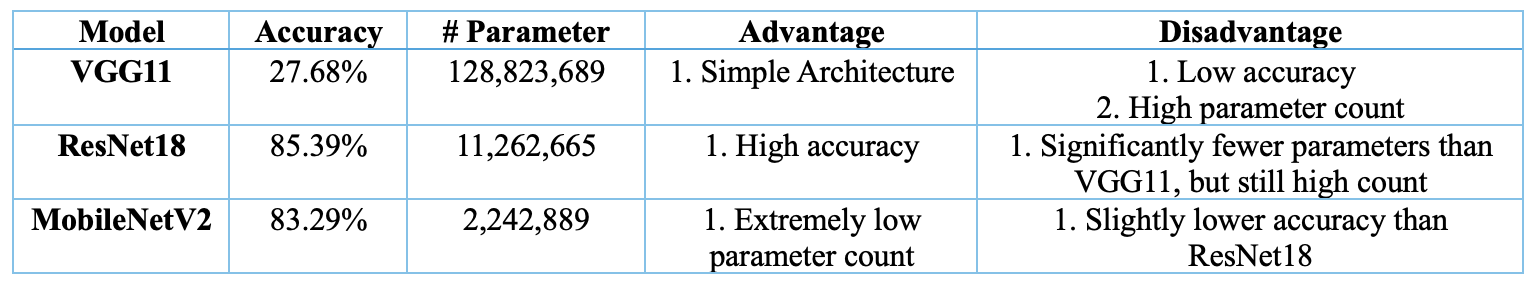 Model Accuracy # Parameter Advantage Disadvantage
VGG11 27.68% 128,823,689 1. Simple Architecture 1. Low accuracy
2. High parameter count
ResNet18 85.39% 11,262,665 1. High accuracy 1. Significantly fewer parameters than
VGG11, but still high count
MobileNetV2 83.29% 2,242,889 1. Extremely low 1. Slightly lower accuracy than
parameter count ResNet18